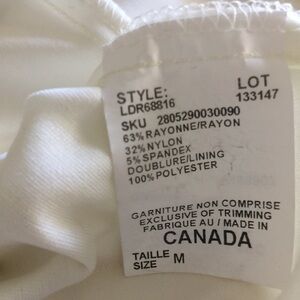 STYLE: LOT
LDR68816 133147
SKU 2805290030090
63% RAYONNE/RAYON
32% NYLON
5% SPANDEX
DOUBLURE/LINING
100% POLYESTER
GARNITURE NON COMPRISE
EXCLUSIVE OF TRIMMING
FABRIQUE AU / MADE IN
CANADA
TAILLE
SIZE M